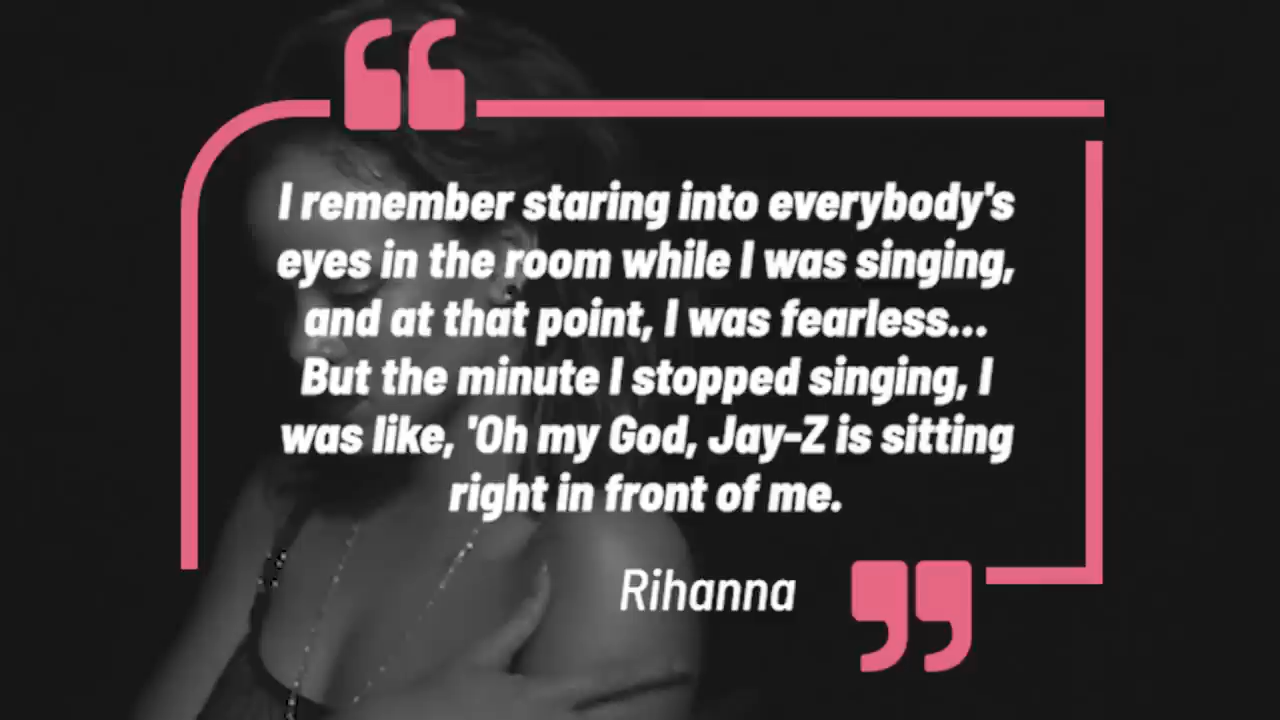 I remember staring into everybody's
eyes in the room while I was singing,
and at that point, I was fearless...
But the minute I stopped singing, I
was like, 'Oh my God, Jay-Z is sitting
right in front of me.
Rihanna